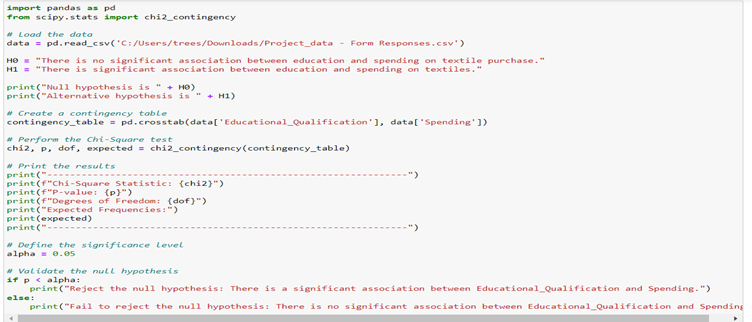 import pandas as pd
from scipy.stats import chi2_contingency
# Load the data
data = pd.read_csv('C:/Users/trees/Downloads/Project_data - Form Responses.csv')
H0 = "There is no significant association between education and spending on textile purchase."
H1 = "There is significant association between education and spending on textiles."
print("Null hypothesis is " + H0)
print("Alternative hypothesis is " + H1)
# Create a contingency table
contingency_table = pd.crosstab(data['Educational_Qualification'], data['Spending'])
# Perform the Chi-Square test
chi2, p, dof, expected = chi2_contingency(contingency_table)
# Print the results
print("------------------------------------------------------------")
print(f"Chi-Square Statistic: {chi2}")
print(f"P-value: {p}")
print(f"Degrees of Freedom: {dof}")
print("Expected Frequencies:")
print(expected)
print("------------------------------------------------------------")
# Define the significance level
alpha = 0.05
# Validate the null hypothesis
if p < alpha:
    print("Reject the null hypothesis: There is a significant association between Educational_Qualification and Spending.")
else:
    print("Fail to reject the null hypothesis: There is no significant association between Educational_Qualification and Spending